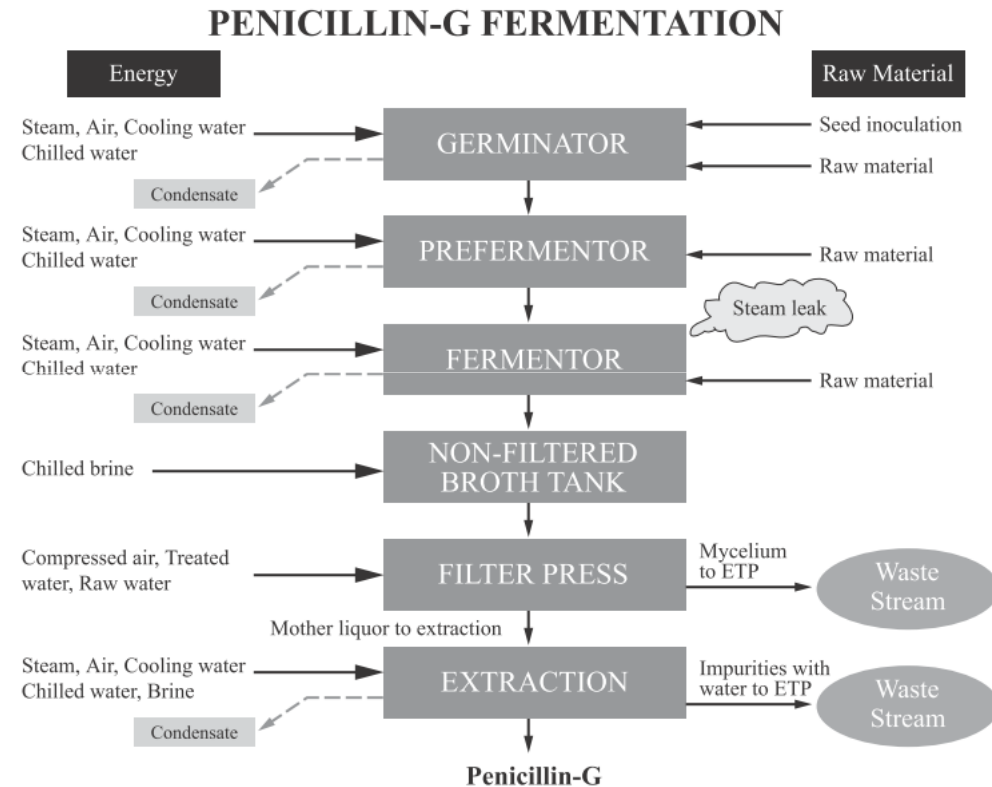 PENICILLIN-G FERMENTATION
Energy
Raw Material
Steam, Air, Cooling water
Chilled water
GERMINATOR
Seed inoculation
Raw material
Condensate
Steam, Air, Cooling water
Chilled water
PREFERMENTOR
Raw material
Condensate
Steam leak
Steam, Air, Cooling water
Chilled water
FERMENTOR
Raw material
Condensate
Chilled brine
NON-FILTERED
BROTH TANK
Compressed air, Treated
water, Raw water
FILTER PRESS
Mycelium
to ETP
Waste
Stream
Mother liquor to extraction
Steam, Air, Cooling water
Chilled water, Brine
EXTRACTION
Impurities with
water to ETP
Waste
Stream
Condensate
Penicillin-G